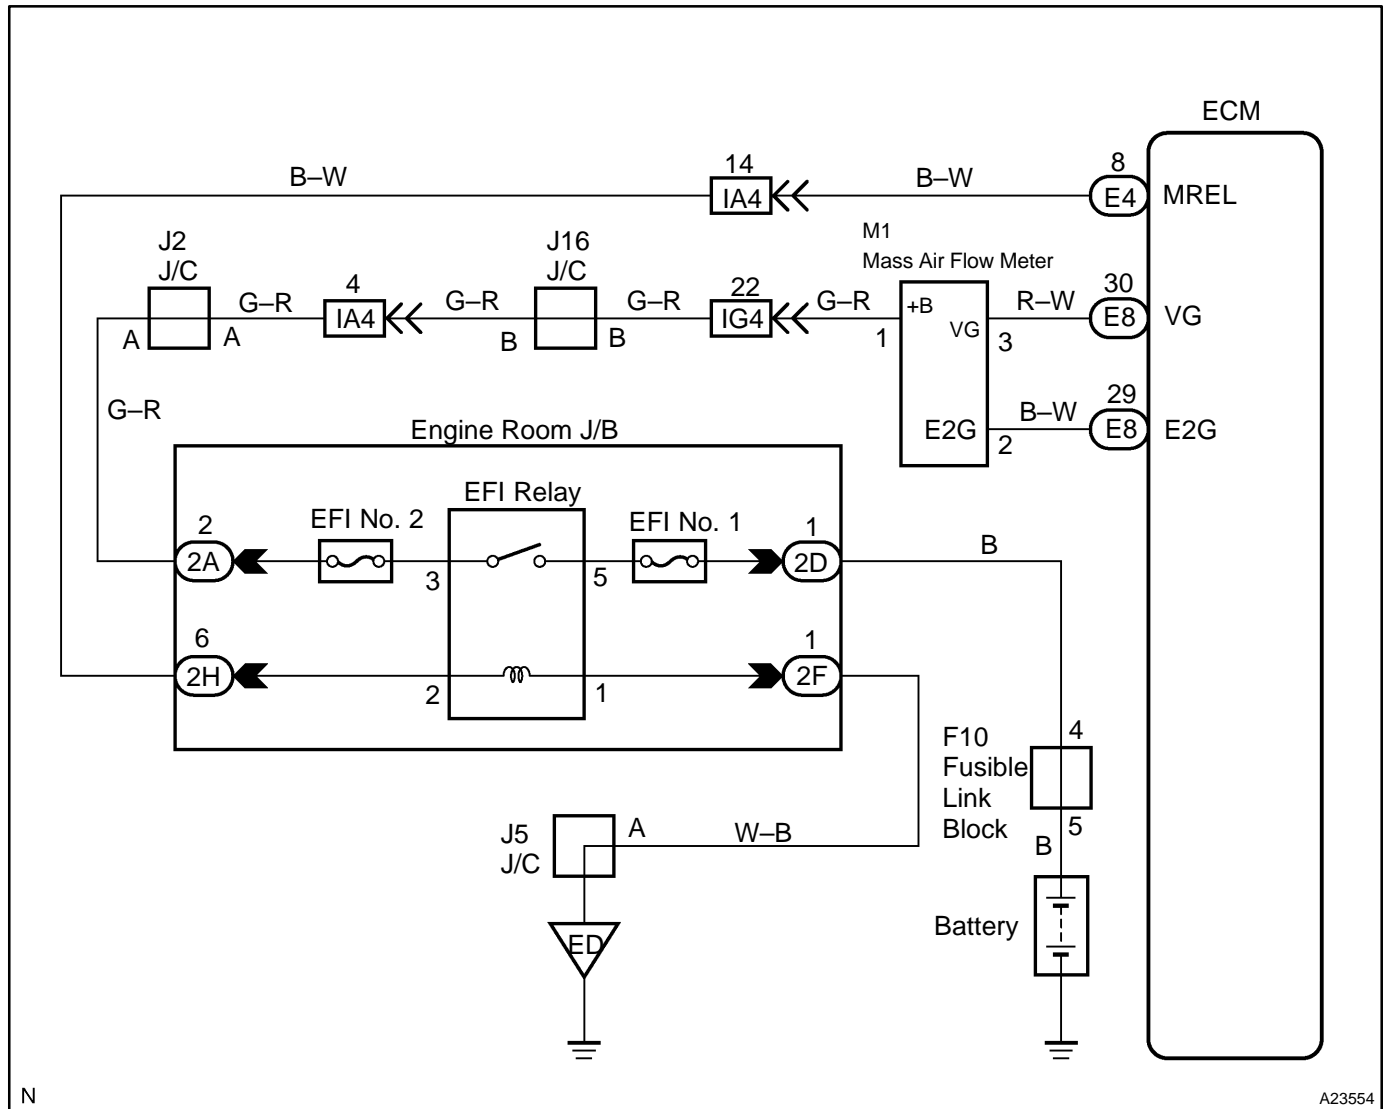 ECM
14
8
B–W
IA4
B–W
E4
MREL
J2
J/C
J16
J/C
M1
Mass Air Flow Meter
4
22
30
G–R
IA4
G–R
G–R
IG4
G–R
+B
R–W
E8
VG
A
A
B
B
1
VG
3
29
G–R
B–W
E2G
2
E8
E2G
Engine Room J/B
EFI Relay
2
EFI No. 2
EFI No. 1
1
2A
3
5
2D
B
6
1
2H
2
1
2F
F10
Fusible
Link
Block
4
5
B
J5
J/C
A
W–B
Battery
ED
N
A23554